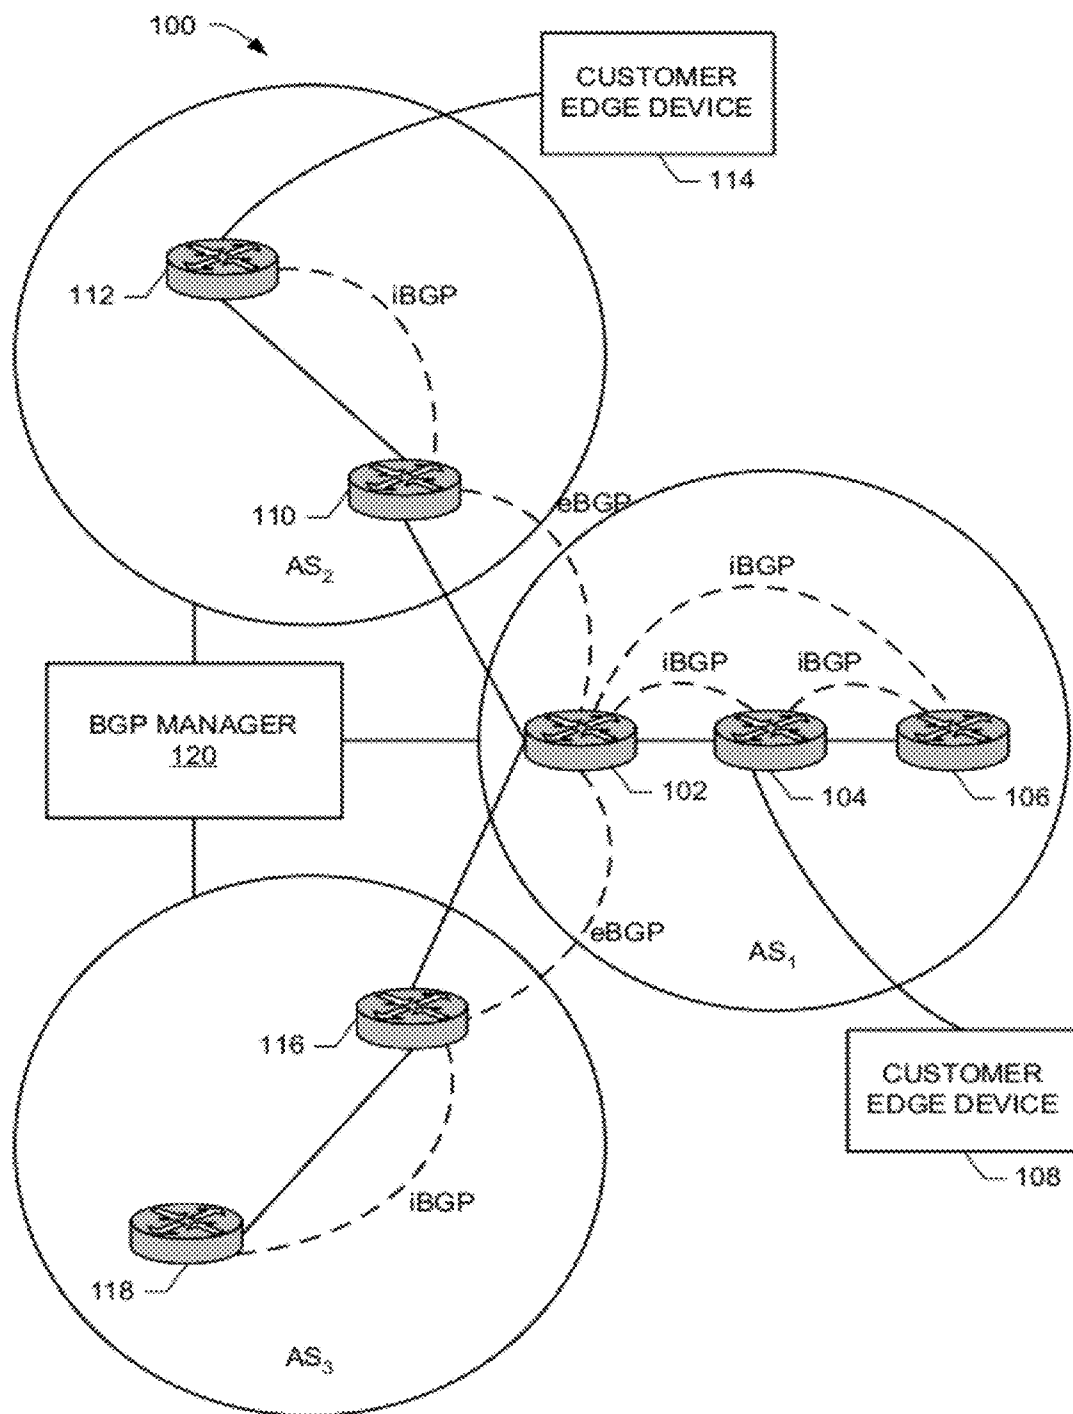 100
CUSTOMER
EDGE DEVICE
114
112
iBGP
110
eBGP
AS2
iBGP
iBGP
iBGP
BGP MANAGER
120
102
104
106
eBGP
AS1
116
CUSTOMER
EDGE DEVICE
108
iBGP
118
AS3